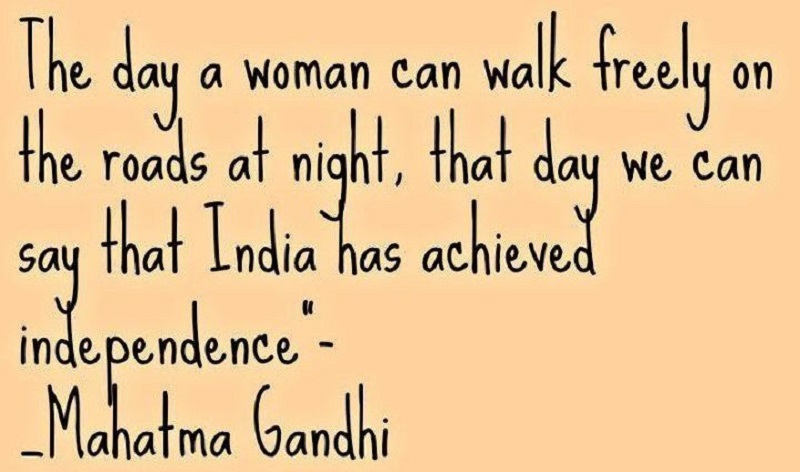 The day a woman can walk freely on
the roads at night, that day we can
say that India has achieved
independence"-
_Mahatma Gandhi